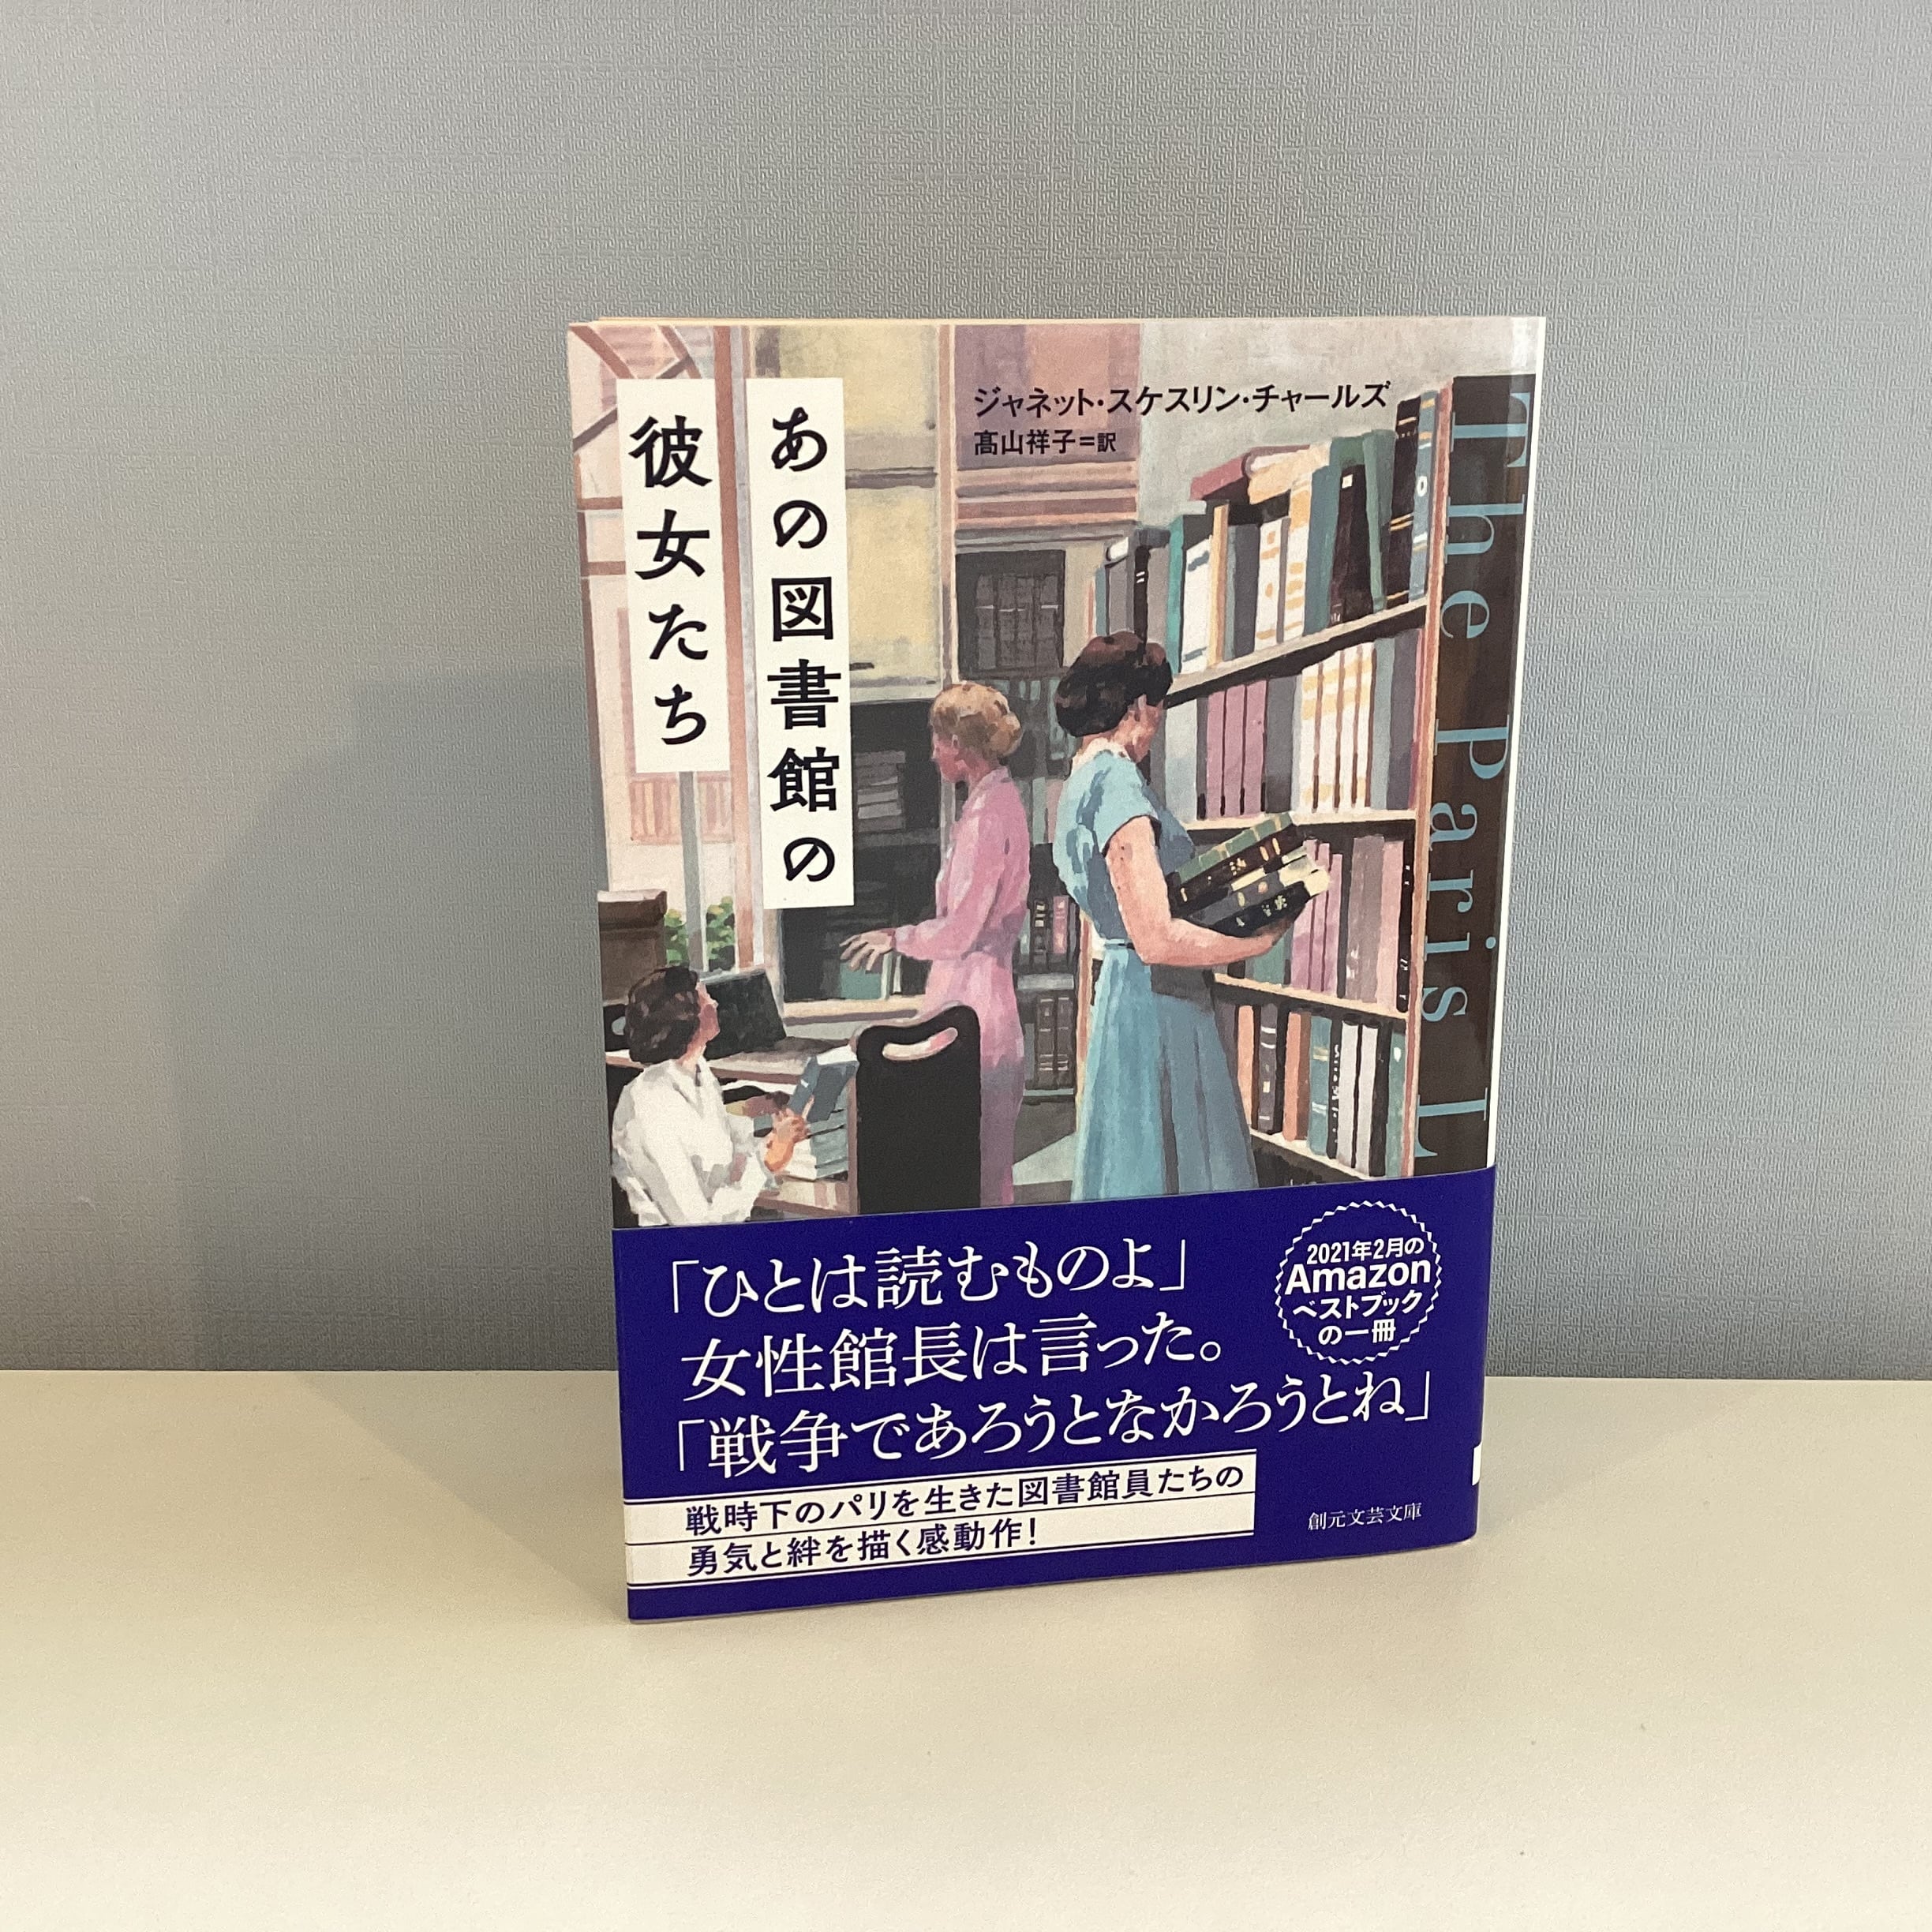 あの図書館の
彼女たち
ジャネット・スケスリン・チャールズ
髙山祥子＝訳
The Paris L
「ひとは読むものよ」
女性館長は言った。
「戦争であろうとなかろうとね」
2021年2月の
Amazon
ベストブック
の一冊
戦時下のパリを生きた図書館員たちの
勇気と絆を描く感動作！
創元文芸文庫